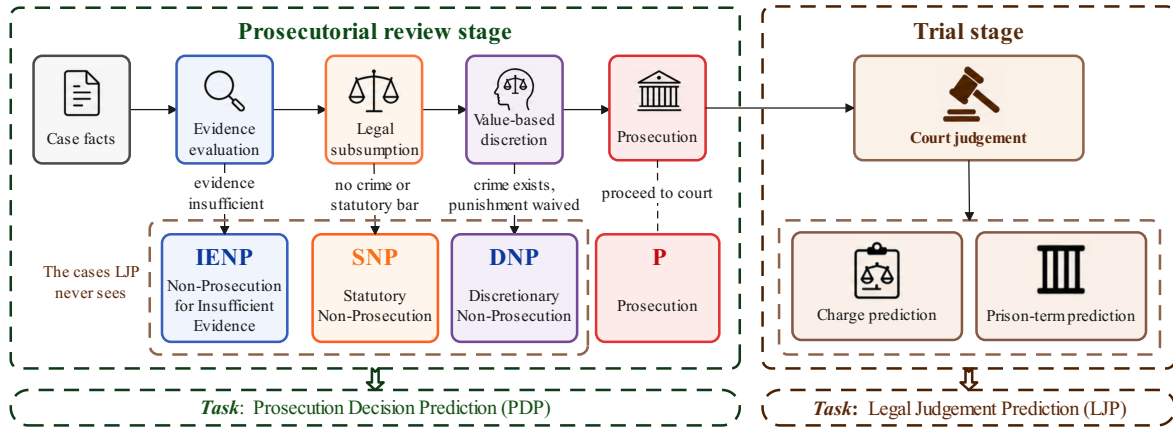 Prosecutorial review stage
Trial stage
Case facts
Evidence
evaluation
Legal
subsumption
Value-based
discretion
Prosecution
Court judgement
evidence
insufficient
no crime or
statutory bar
crime exists,
punishment waived
proceed to court
The cases LJP
never sees
IENP
Non-Prosecution
for Insufficient
Evidence
SNP
Statutory
Non-Prosecution
DNP
Discretionary
Non-Prosecution
P
Prosecution
Charge prediction
Prison-term prediction
Task: Prosecution Decision Prediction (PDP)
Task: Legal Judgement Prediction (LJP)